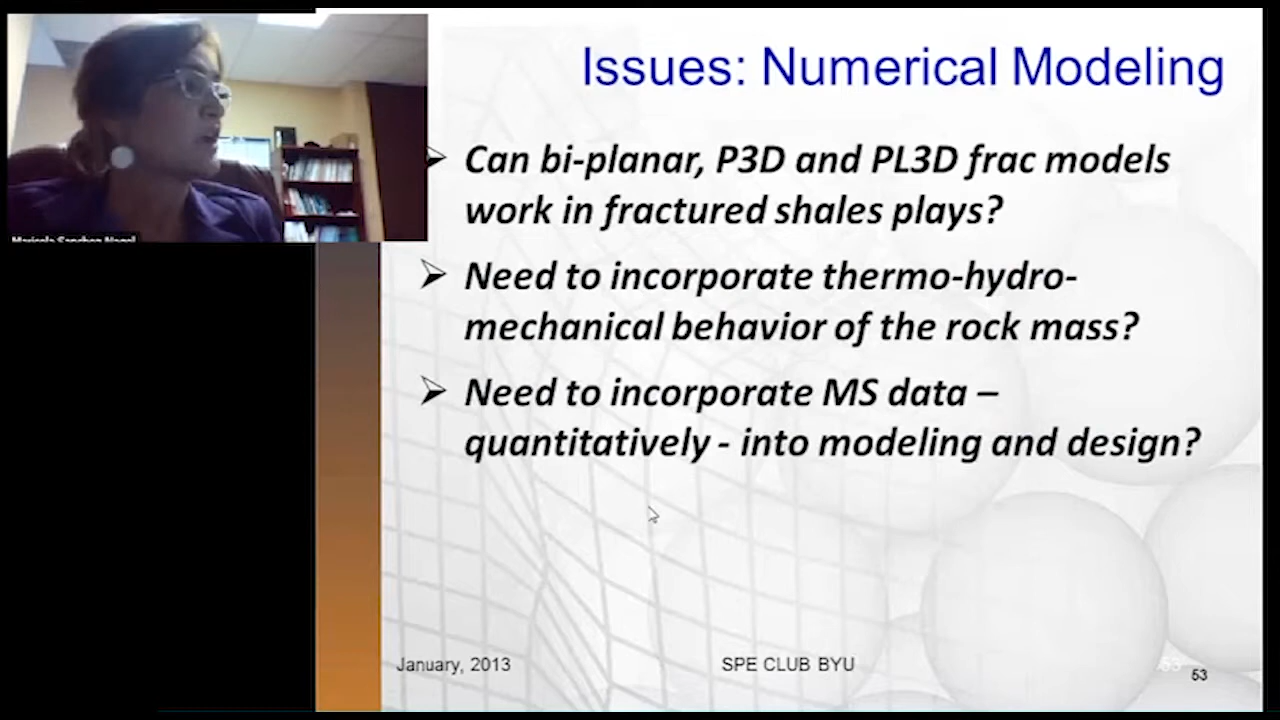 Issues: Numerical Modeling
Can bi-planar, P3D and PL3D frac models
work in fractured shales plays?
Need to incorporate thermo-hydro-
mechanical behavior of the rock mass?
Need to incorporate MS data –
quantitatively - into modeling and design?
January, 2013
SPE CLUB BYU
53
53